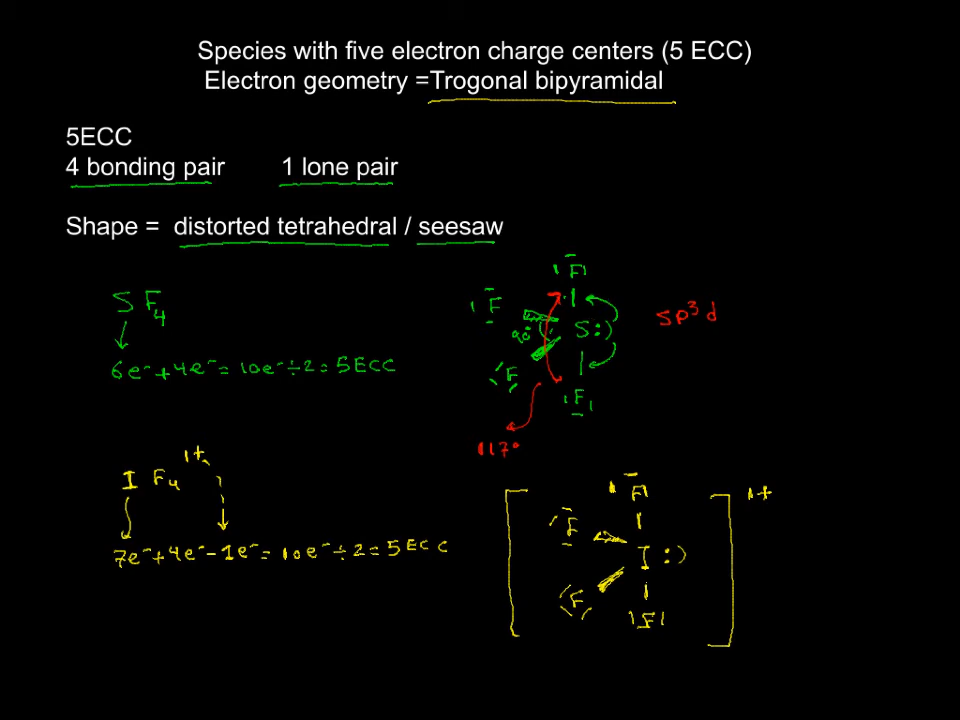 Species with five electron charge centers (5 ECC)
Electron geometry =Trogonal bipyramidal
5ECC
4 bonding pair 1 lone pair
Shape = distorted tetrahedral / seesaw
SF4
6e⁻+4e⁻=10e⁻÷2=5ECC
F
F
S:
90°
F
F
sp³d
117°
IF4 1+
7e⁻+4e⁻-1e⁻=10e⁻÷2=5ECC
F
F
I:
F
F
1+